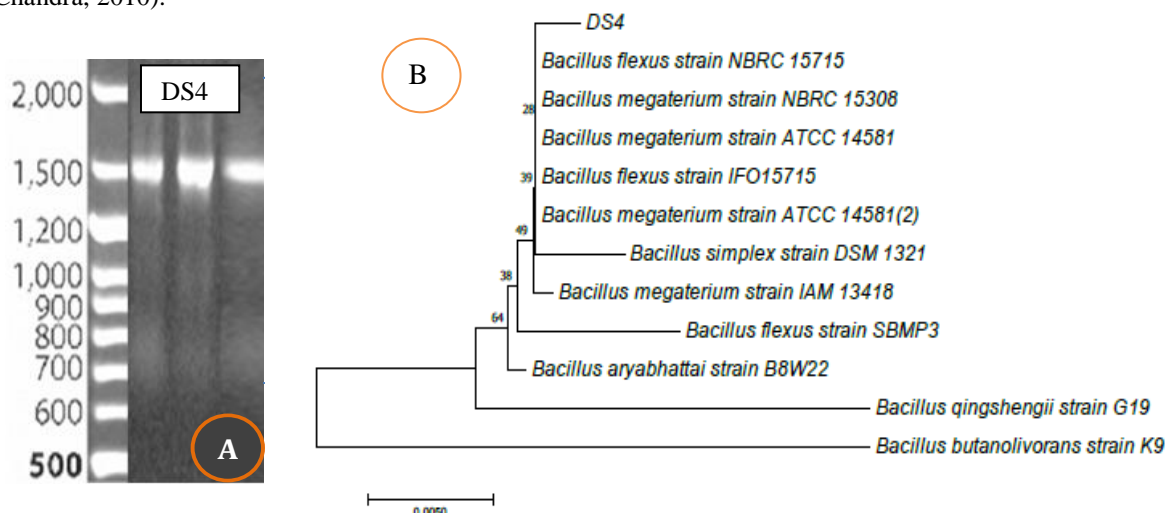 Chandra, 2010).
DS4
2,000
1,500
1,200
1,000
900
800
700
600
500
A
B
DS4
Bacillus flexus strain NBRC 15715
Bacillus megaterium strain NBRC 15308
28
Bacillus megaterium strain ATCC 14581
Bacillus flexus strain IFO15715
39
Bacillus megaterium strain ATCC 14581(2)
49
Bacillus simplex strain DSM 1321
38
Bacillus megaterium strain IAM 13418
64
Bacillus flexus strain SBMP3
Bacillus aryabhattai strain B8W22
Bacillus qingshengii strain G19
Bacillus butanolivorans strain K9
0.0050